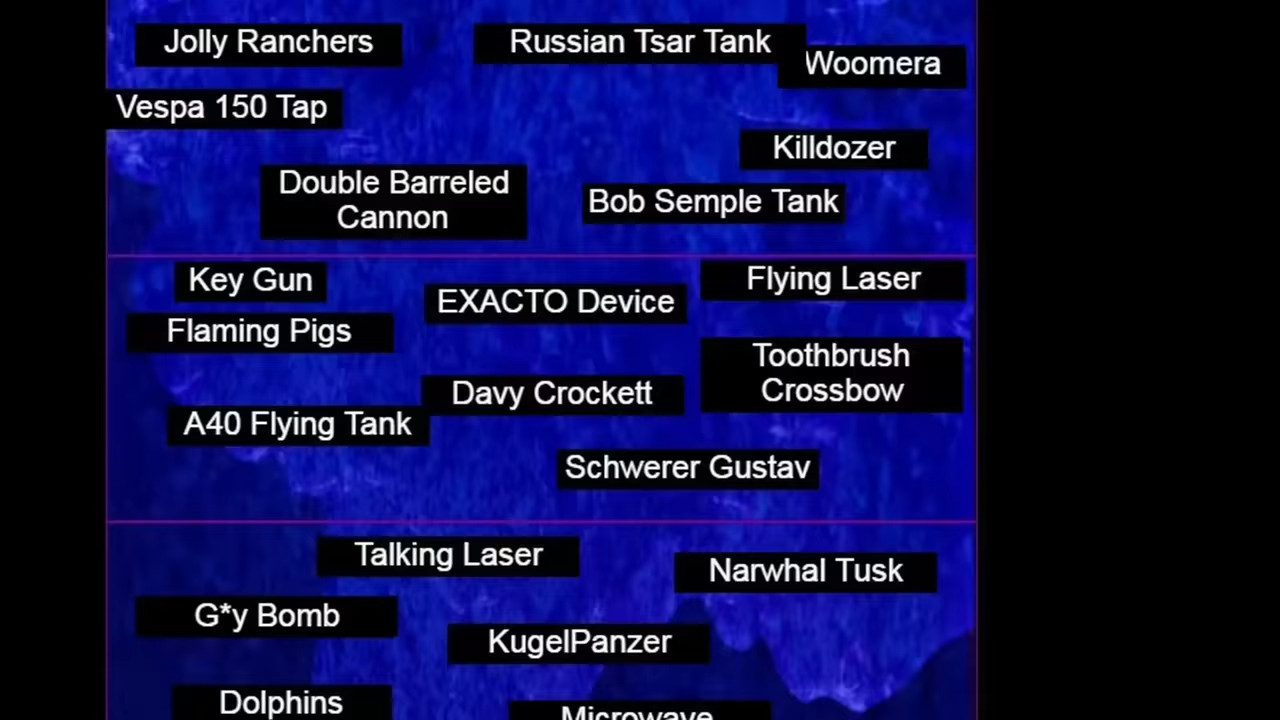 Jolly Ranchers
Russian Tsar Tank
Woomera
Vespa 150 Tap
Killdozer
Double Barreled
Cannon
Bob Semple Tank
Key Gun
EXACTO Device
Flying Laser
Flaming Pigs
Toothbrush
Crossbow
Davy Crockett
A40 Flying Tank
Schwerer Gustav
Talking Laser
Narwhal Tusk
G*y Bomb
KugelPanzer
Dolphins
Microwave